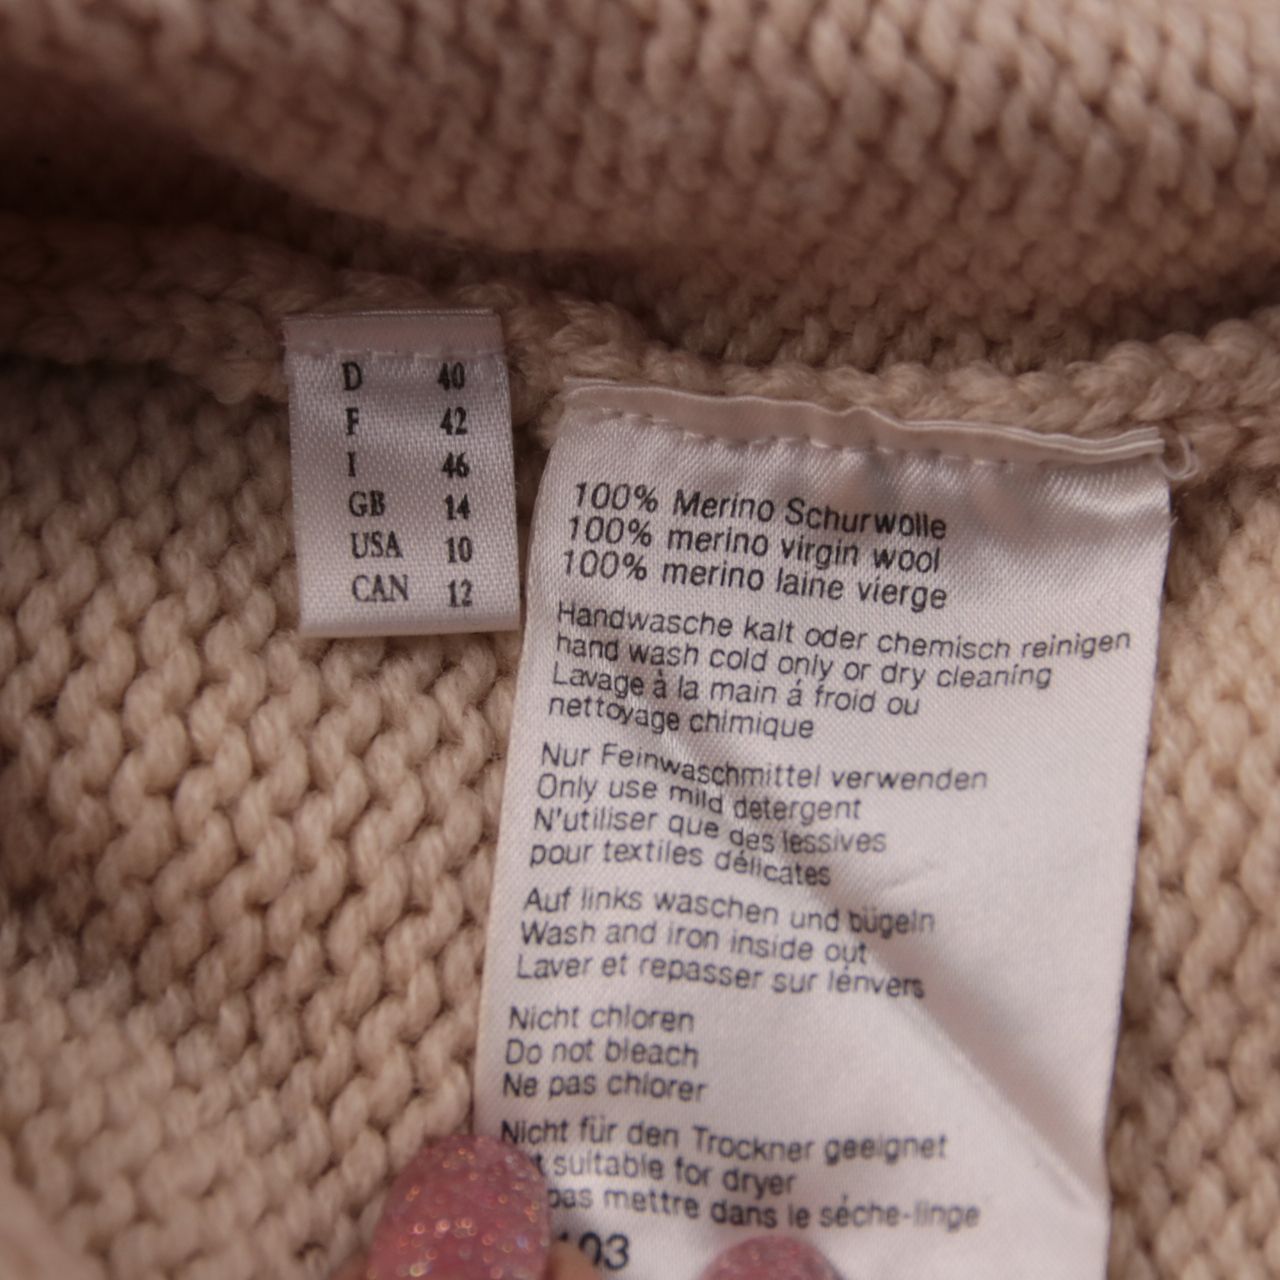 D 40
F 42
I 46
GB 14
USA 10
CAN 12
100% Merino Schurwolle
100% merino virgin wool
100% merino laine vierge
Handwasche kalt oder chemisch reinigen
hand wash cold only or dry cleaning
Lavage à la main á froid ou
nettoyage chimique
Nur Feinwaschmittel verwenden
Only use mild detergent
N'utiliser que des lessives
pour textiles délicates
Auf links waschen und bügeln
Wash and iron inside out
Laver et repasser sur lénvers
Nicht chloren
Do not bleach
Ne pas chlorer
Nicht für den Trockner geeignet
suitable for dryer
pas mettre dans le séche-linge